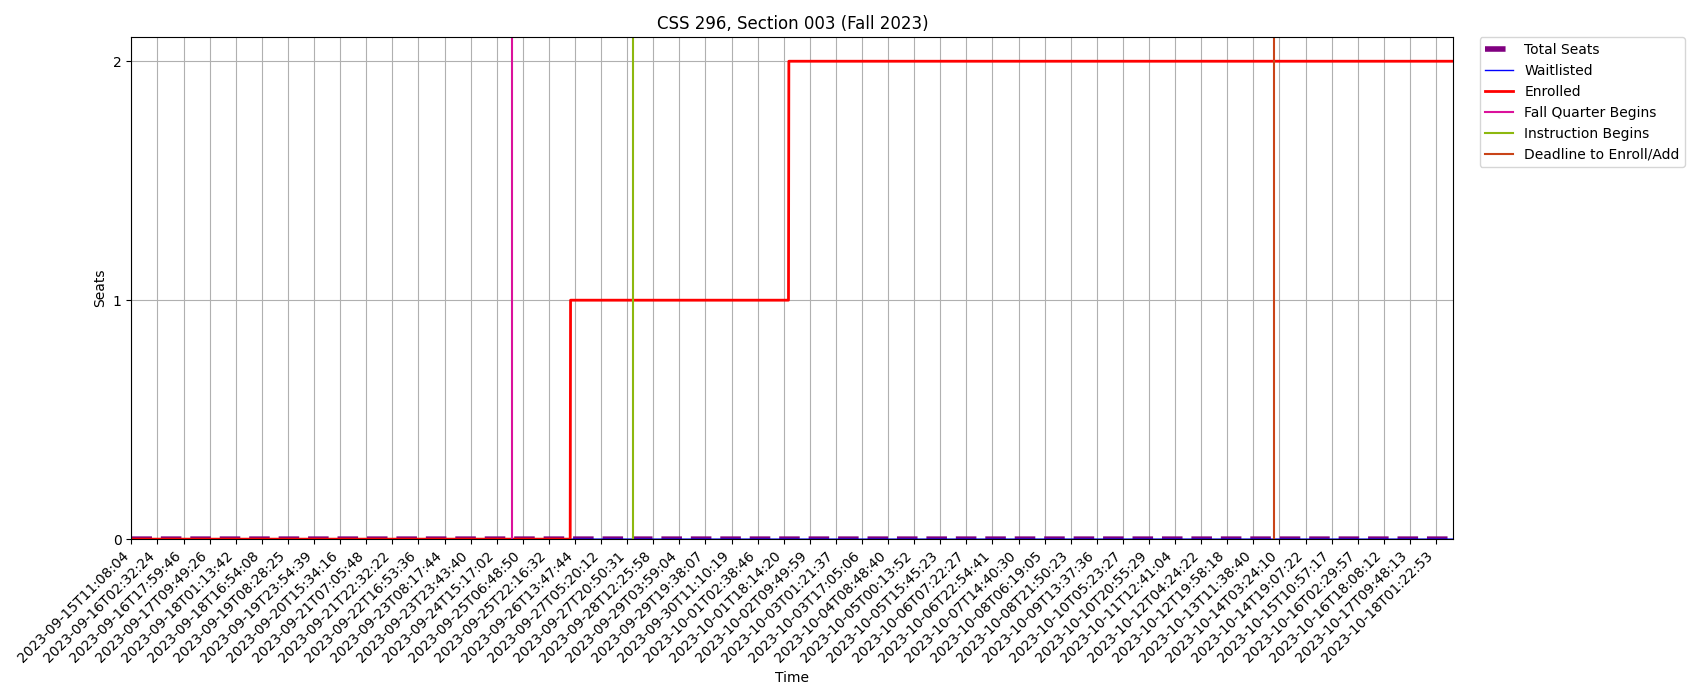 CSS 296, Section 003 (Fall 2023)
Total Seats
Waitlisted
Enrolled
Fall Quarter Begins
Instruction Begins
Deadline to Enroll/Add
Seats
2
1
0
2023-09-15T11:08:04
2023-09-16T02:32:24
2023-09-16T17:59:46
2023-09-17T09:49:26
2023-09-18T01:13:42
2023-09-18T16:54:08
2023-09-19T08:28:25
2023-09-19T23:54:39
2023-09-20T15:34:16
2023-09-21T07:05:48
2023-09-21T22:32:22
2023-09-22T16:53:36
2023-09-23T08:17:44
2023-09-23T23:43:40
2023-09-24T15:17:02
2023-09-25T06:48:50
2023-09-25T22:16:32
2023-09-26T13:47:44
2023-09-27T05:20:12
2023-09-27T20:50:31
2023-09-28T12:25:58
2023-09-29T03:59:04
2023-09-29T19:38:07
2023-09-30T11:10:19
2023-10-01T02:38:46
2023-10-01T18:14:20
2023-10-02T09:49:59
2023-10-03T01:21:37
2023-10-03T17:05:06
2023-10-04T08:48:40
2023-10-05T00:13:52
2023-10-05T15:45:23
2023-10-06T07:22:27
2023-10-06T22:54:41
2023-10-07T14:40:30
2023-10-08T06:19:05
2023-10-08T21:50:23
2023-10-09T13:37:36
2023-10-10T05:23:27
2023-10-10T20:55:29
2023-10-11T12:41:04
2023-10-12T04:24:22
2023-10-12T19:58:18
2023-10-13T11:38:40
2023-10-14T03:24:10
2023-10-14T19:07:22
2023-10-15T10:57:17
2023-10-16T02:29:57
2023-10-16T18:08:12
2023-10-17T09:48:13
2023-10-18T01:22:53
Time